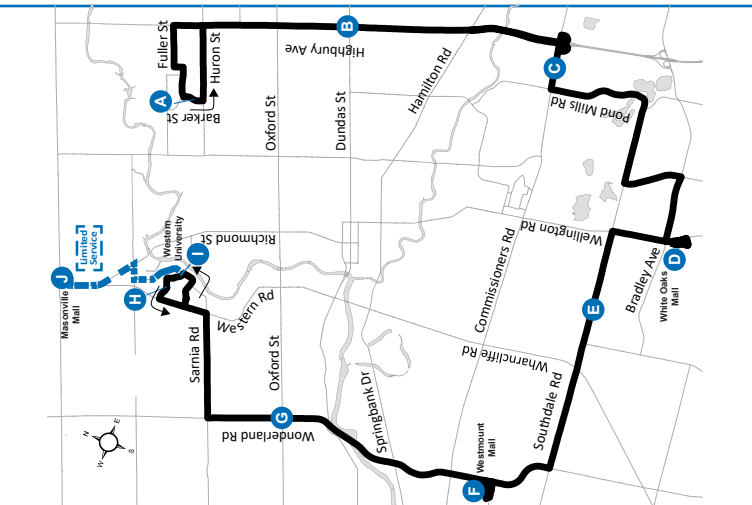 Fuller St
Huron St
A
Barker St
B
Highbury Ave
Oxford St
Dundas St
Hamilton Rd
C
Pond Mills Rd
Limited
Service
Western
University
Richmond St
I
J
Masonville
Mall
H
Western Rd
Sarnia Rd
Oxford St
Wellington Rd
Commissioners Rd
Bradley Ave
D
White Oaks
Mall
E
Wharncliffe Rd
Southdale Rd
Springbank Dr
G
Wonderland Rd
Westmount
Mall
F
N
E
S
W